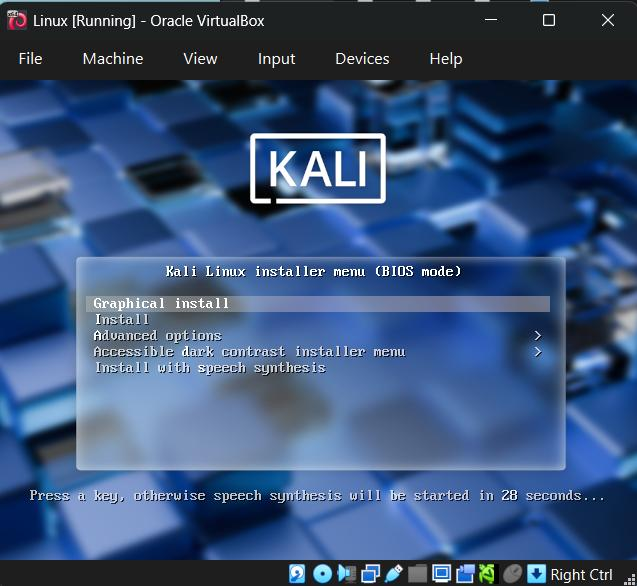 Linux [Running] - Oracle VirtualBox
File Machine View Input Devices Help
KALI
Kali Linux installer menu (BIOS mode)
Graphical install
Install
Advanced options >
Accessible dark contrast installer menu >
Install with speech synthesis
Press a key, otherwise speech synthesis will be started in 28 seconds...
Right Ctrl